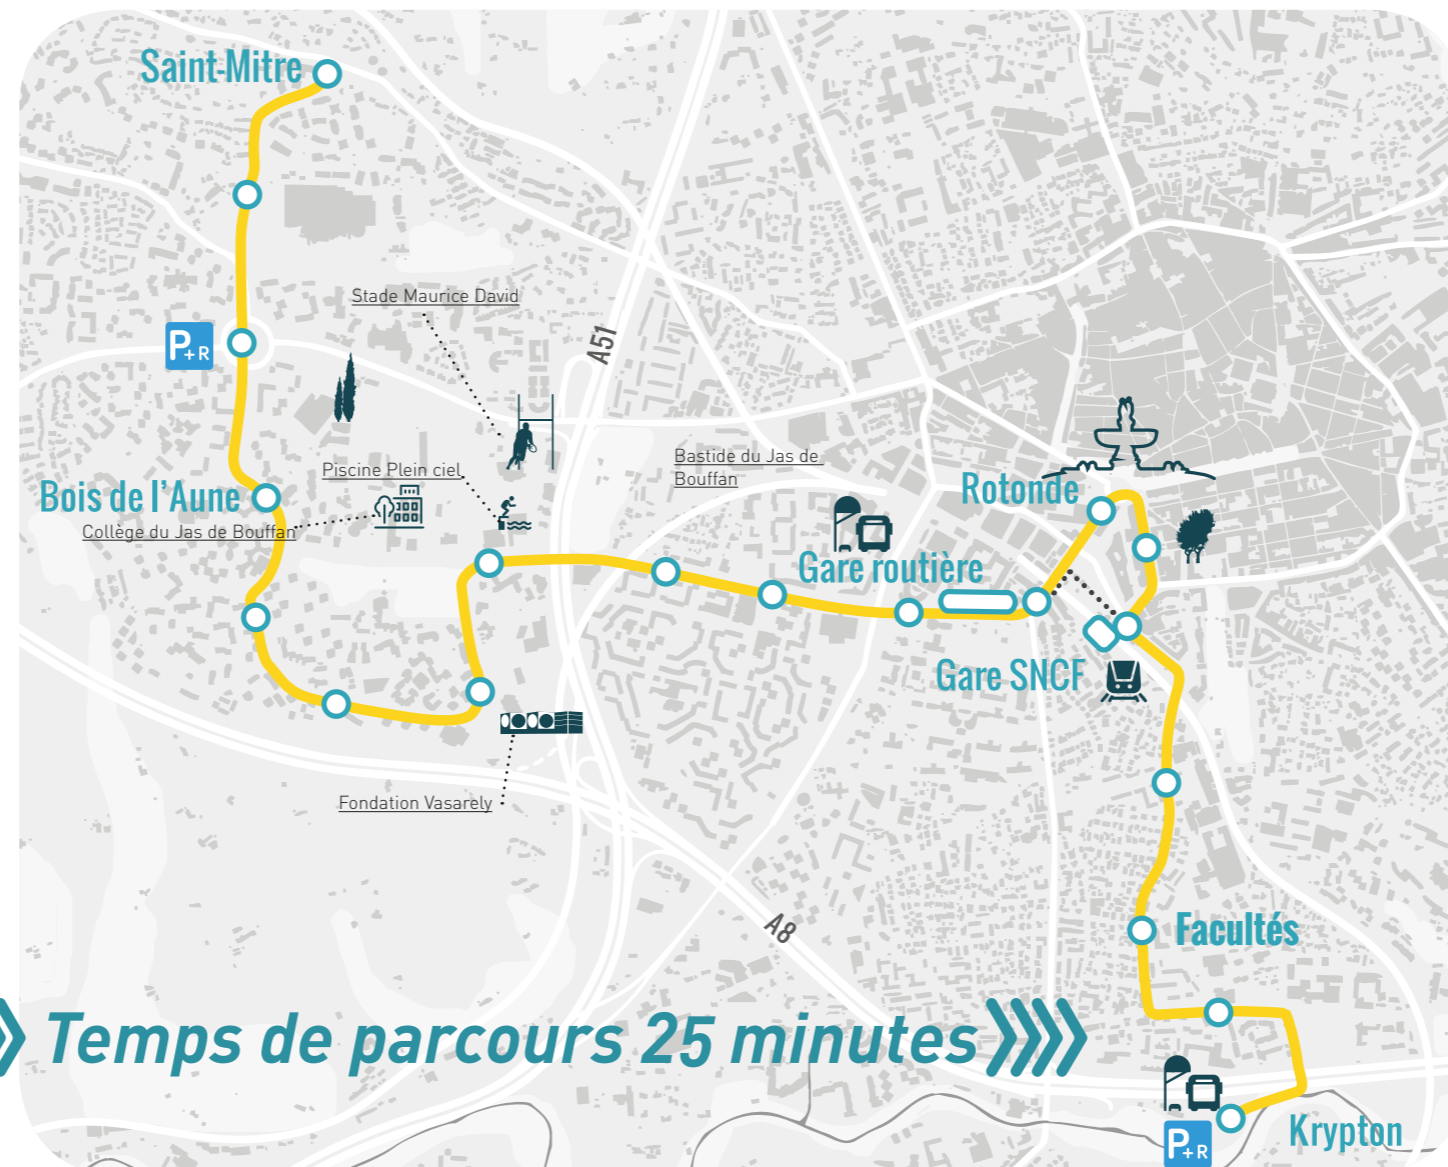 Saint-Mitre
A51
Stade Maurice David
P+R
Piscine Plein ciel
Bastide du Jas de
Bouffan
Bois de l'Aune
Collège du Jas de Bouffan
Rotonde
Gare routière
Gare SNCF
Fondation Vasarely
A8
Facultés
Temps de parcours 25 minutes
Krypton
P+R